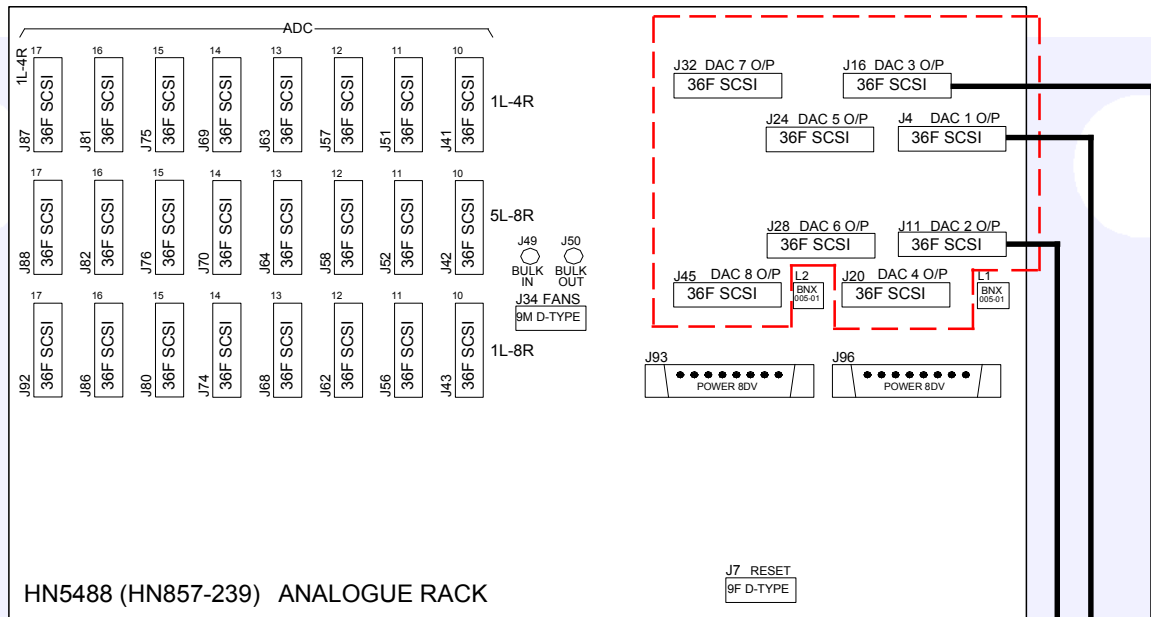 ADC
1L-4R
17 16 15 14 13 12 11 10
J87 36F SCSI J81 36F SCSI J75 36F SCSI J69 36F SCSI J63 36F SCSI J57 36F SCSI J51 36F SCSI J41 36F SCSI
1L-4R
17 16 15 14 13 12 11 10
J88 36F SCSI J82 36F SCSI J76 36F SCSI J70 36F SCSI J64 36F SCSI J58 36F SCSI J52 36F SCSI J42 36F SCSI
5L-8R
17 16 15 14 13 12 11 10
J92 36F SCSI J86 36F SCSI J80 36F SCSI J74 36F SCSI J68 36F SCSI J62 36F SCSI J56 36F SCSI J43 36F SCSI
1L-8R
J49 J50
BULK IN BULK OUT
J34 FANS
9M D-TYPE
J32 DAC 7 O/P
36F SCSI
J16 DAC 3 O/P
36F SCSI
J24 DAC 5 O/P
36F SCSI
J4 DAC 1 O/P
36F SCSI
J28 DAC 6 O/P
36F SCSI
J11 DAC 2 O/P
36F SCSI
J45 DAC 8 O/P
36F SCSI
L2
BNX
005-01
J20 DAC 4 O/P
36F SCSI
L1
BNX
005-01
J93
POWER 8DV
J96
POWER 8DV
J7 RESET
9F D-TYPE
HN5488 (HN857-239) ANALOGUE RACK